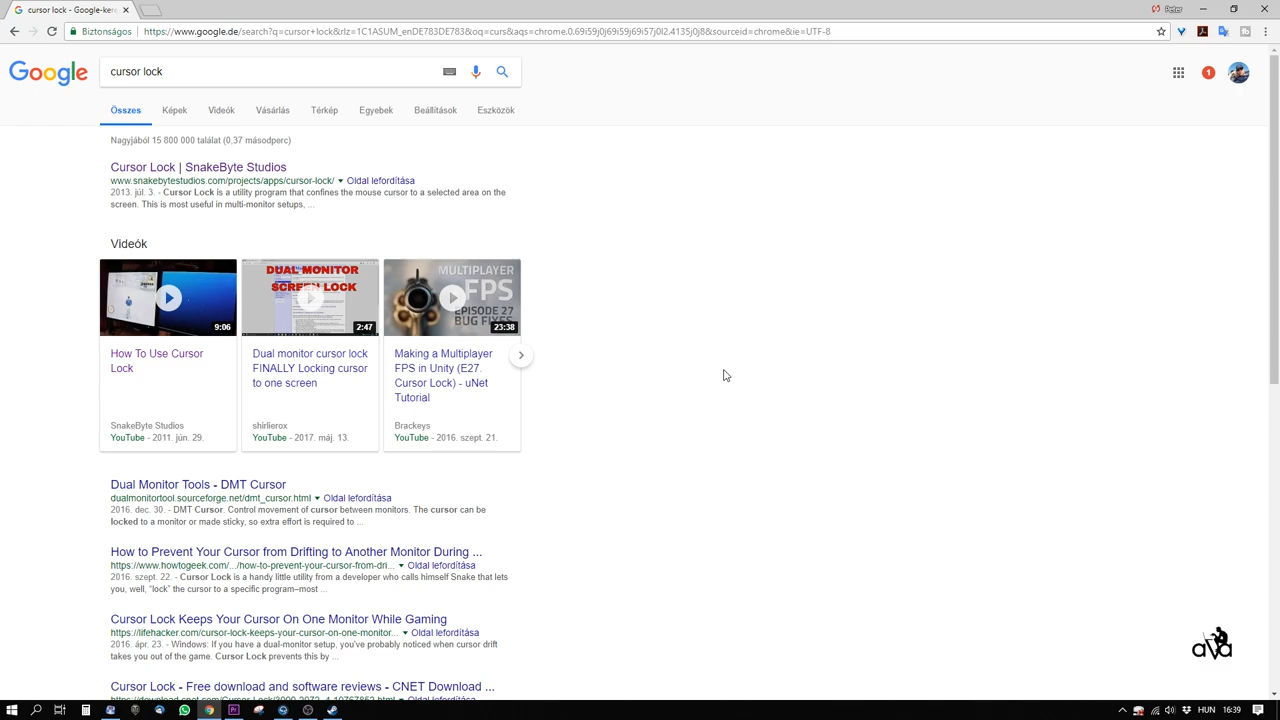 cursor lock - Google-ker
Biztonságos
https://www.google.de/search?q=cursor+lock&rlz=1C1ASUM_enDE783DE783&oq=curs&aqs=chrome.0.69i59j0j69i59j69i57j0l2.4135j0j8&sourceid=chrome&ie=UTF-8
Google
cursor lock
1
Összes
Képek
Videók
Vásárlás
Térkép
Egyebek
Beállítások
Eszközök
Nagyjából 15 800 000 találat (0,37 másodperc)
Cursor Lock | SnakeByte Studios
www.snakebytestudios.com/projects/apps/cursor-lock/ ▾ Oldal lefordítása
2013. júl. 3. - Cursor Lock is a utility program that confines the mouse cursor to a selected area on the
screen. This is most useful in multi-monitor setups, ...
Videók
9:06
How To Use Cursor
Lock
SnakeByte Studios
YouTube - 2011. jún. 29.
DUAL MONITOR
SCREEN LOCK
2:47
Dual monitor cursor lock
FINALLY Locking cursor
to one screen
shirlierox
YouTube - 2017. máj. 13.
MULTIPLAYER
FPS
EPISODE 27
BUG FIXES
23:38
Making a Multiplayer
FPS in Unity (E27.
Cursor Lock) - uNet
Tutorial
Brackeys
YouTube - 2016. szept. 21.
Dual Monitor Tools - DMT Cursor
dualmonitortool.sourceforge.net/dmt_cursor.html ▾ Oldal lefordítása
2016. dec. 30. - DMT Cursor. Control movement of cursor between monitors. The cursor can be
locked to a monitor or made sticky, so extra effort is required to ...
How to Prevent Your Cursor from Drifting to Another Monitor During ...
https://www.howtogeek.com/.../how-to-prevent-your-cursor-from-dri... ▾ Oldal lefordítása
2016. szept. 22. - Cursor Lock is a handy little utility from a developer who calls himself Snake that lets
you, well, "lock" the cursor to a specific program–most ...
Cursor Lock Keeps Your Cursor On One Monitor While Gaming
https://lifehacker.com/cursor-lock-keeps-your-cursor-on-one-monitor... ▾ Oldal lefordítása
2016. ápr. 23. - Windows: If you have a dual-monitor setup, you've probably noticed when cursor drift
takes you out of the game. Cursor Lock prevents this by ...
Cursor Lock - Free download and software reviews - CNET Download ...
ava
HUN
16:39